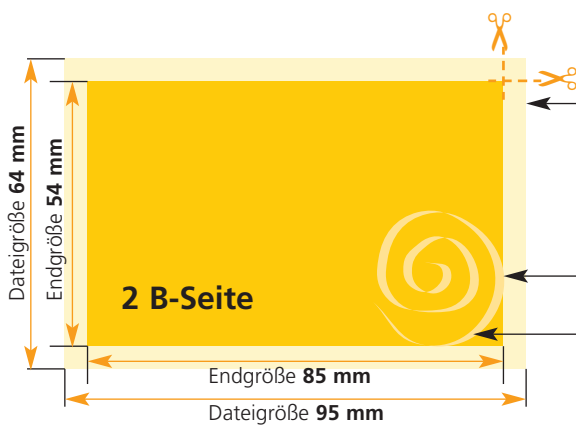 Dateigröße 64 mm
Endgröße 54 mm
2 B-Seite
Endgröße 85 mm
Dateigröße 95 mm